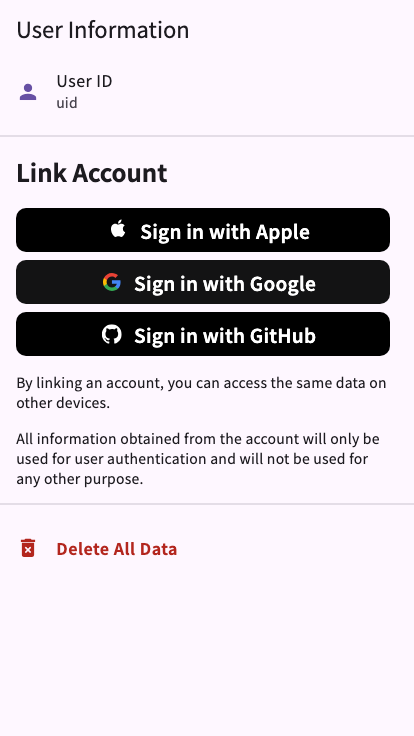 User Information
User ID
uid
Link Account
Sign in with Apple
Sign in with Google
Sign in with GitHub
By linking an account, you can access the same data on
other devices.
All information obtained from the account will only be
used for user authentication and will not be used for
any other purpose.
Delete All Data